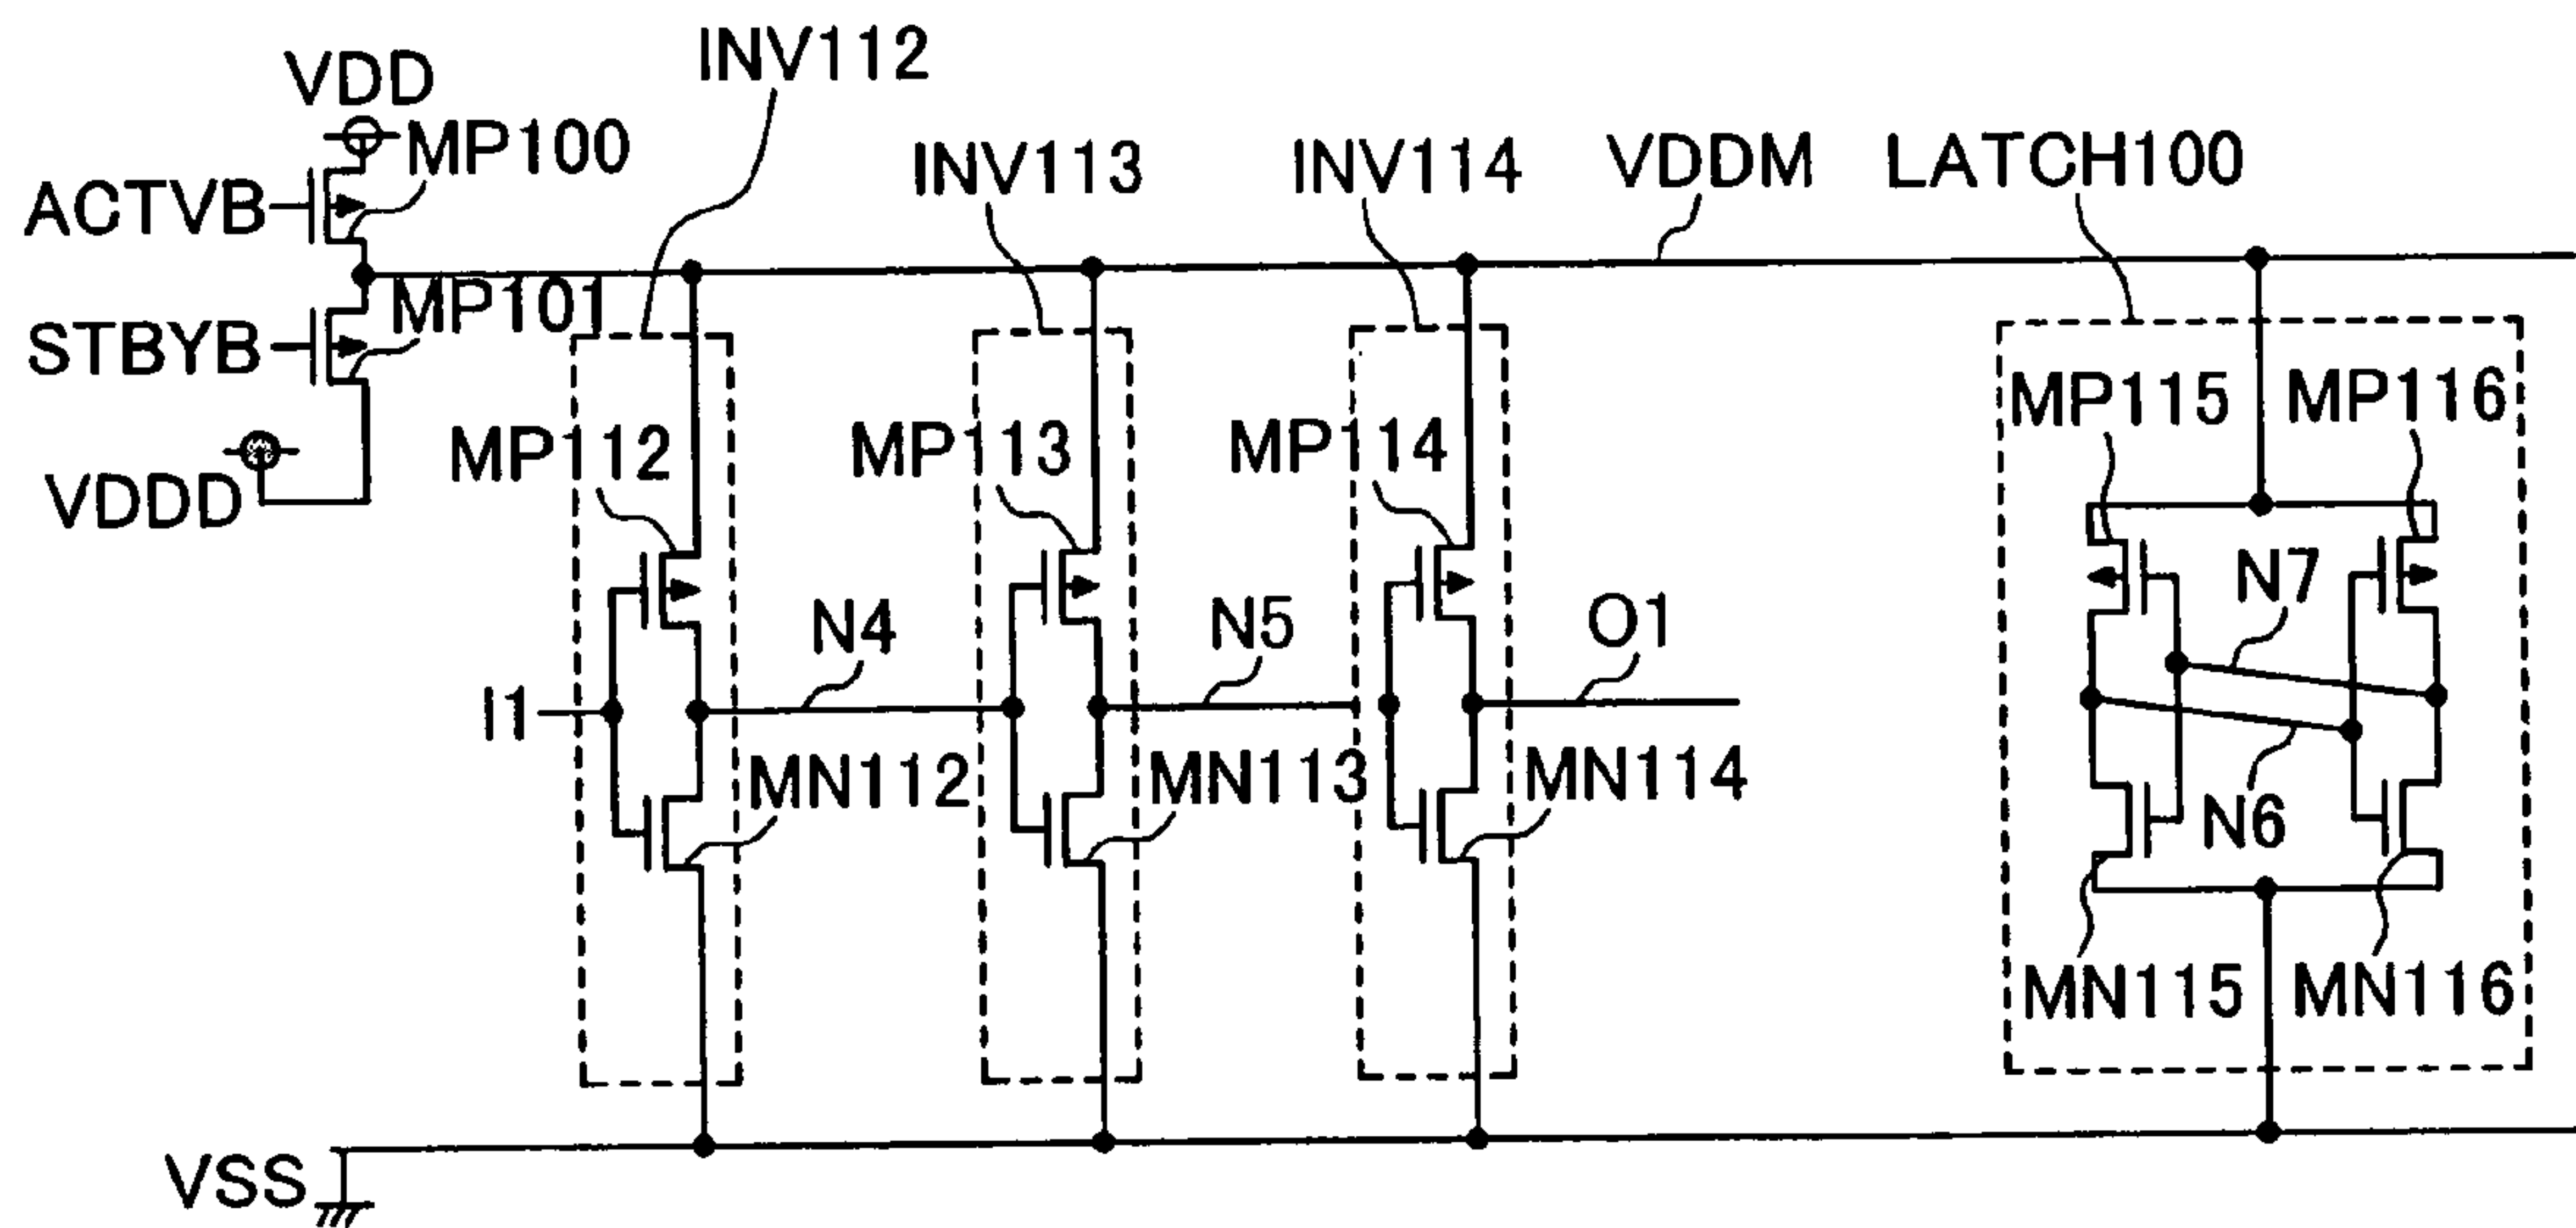 INV112
VDD
MP100
INV113
INV114
VDDM
LATCH100
ACTVB
MP101
STBYB
MP115
MP116
MP112
MP113
MP114
VDDD
N7
N4
N5
O1
I1
MN112
MN113
MN114
N6
MN115
MN116
VSS